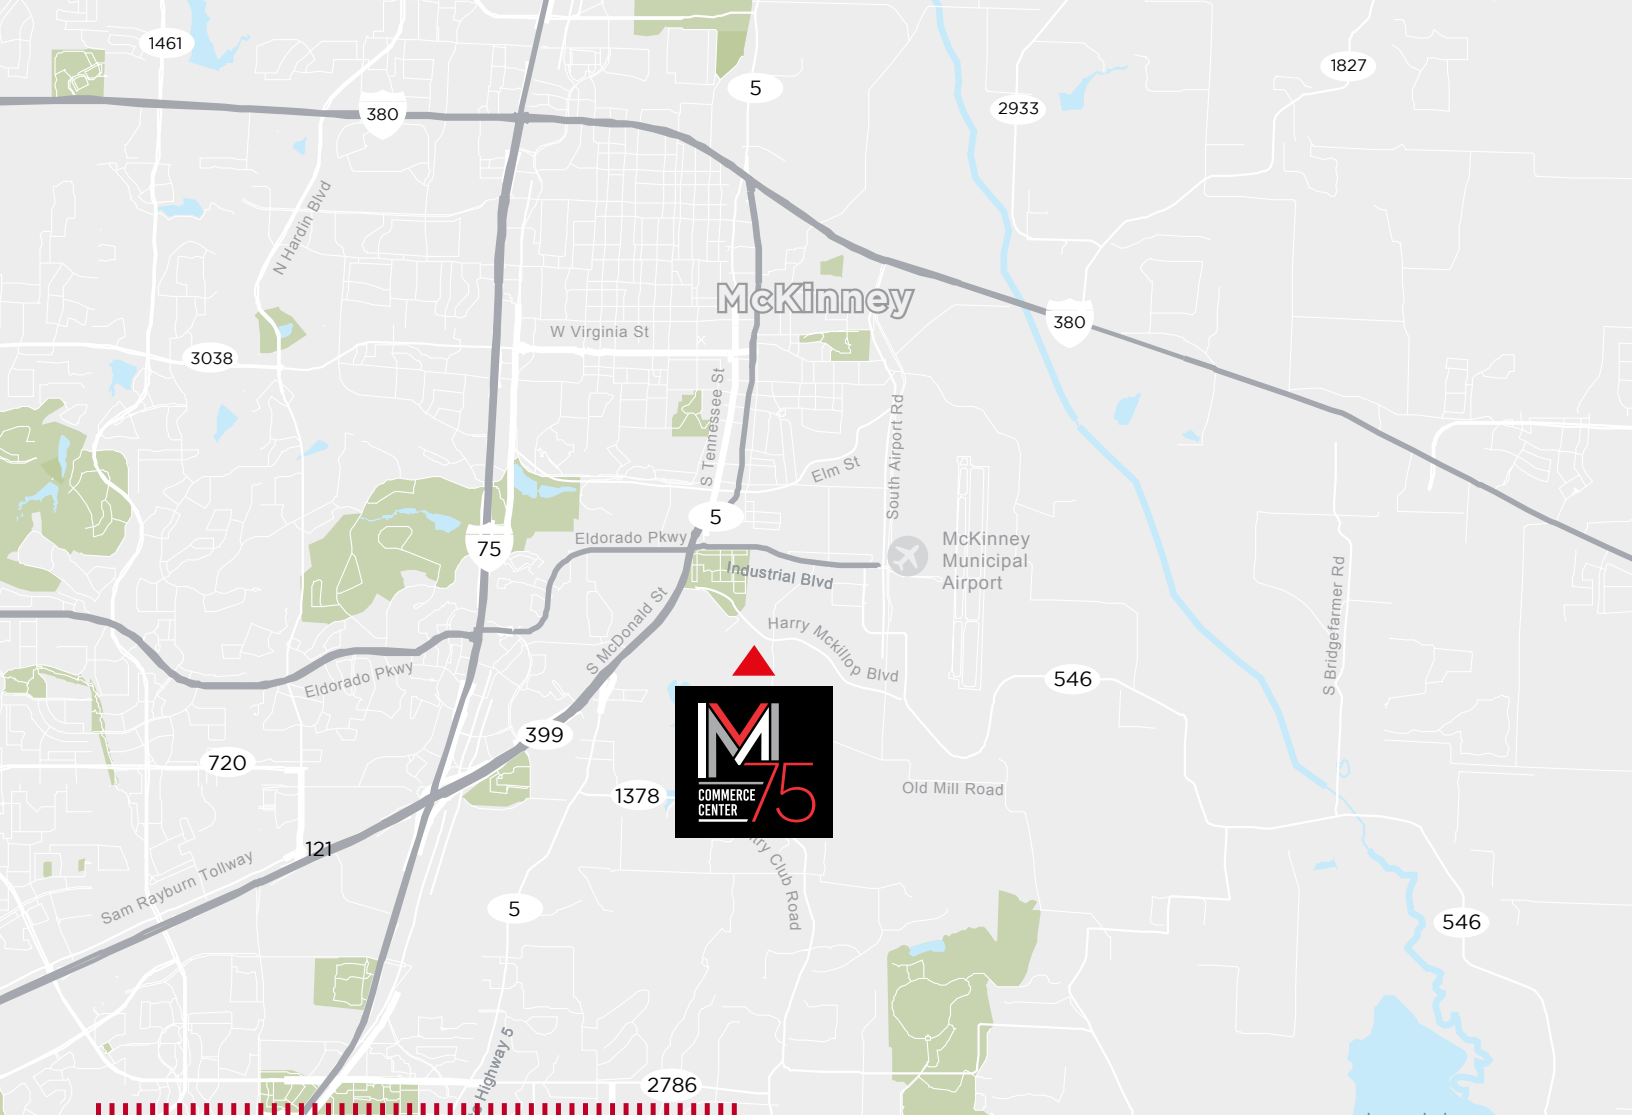 1461
5
1827
2933
380
N Hardin Blvd
McKinney
380
W Virginia St
3038
S Tennessee St
South Airport Rd
Elm St
5
Eldorado Pkwy
75
McKinney
Municipal
Airport
Industrial Blvd
S McDonald St
Harry Mckillop Blvd
S Bridgefarmer Rd
Eldorado Pkwy
546
399
720
M
75
COMMERCE
CENTER
1378
Old Mill Road
121
Sam Rayburn Tollway
Club Road
5
546
Highway 5
2786